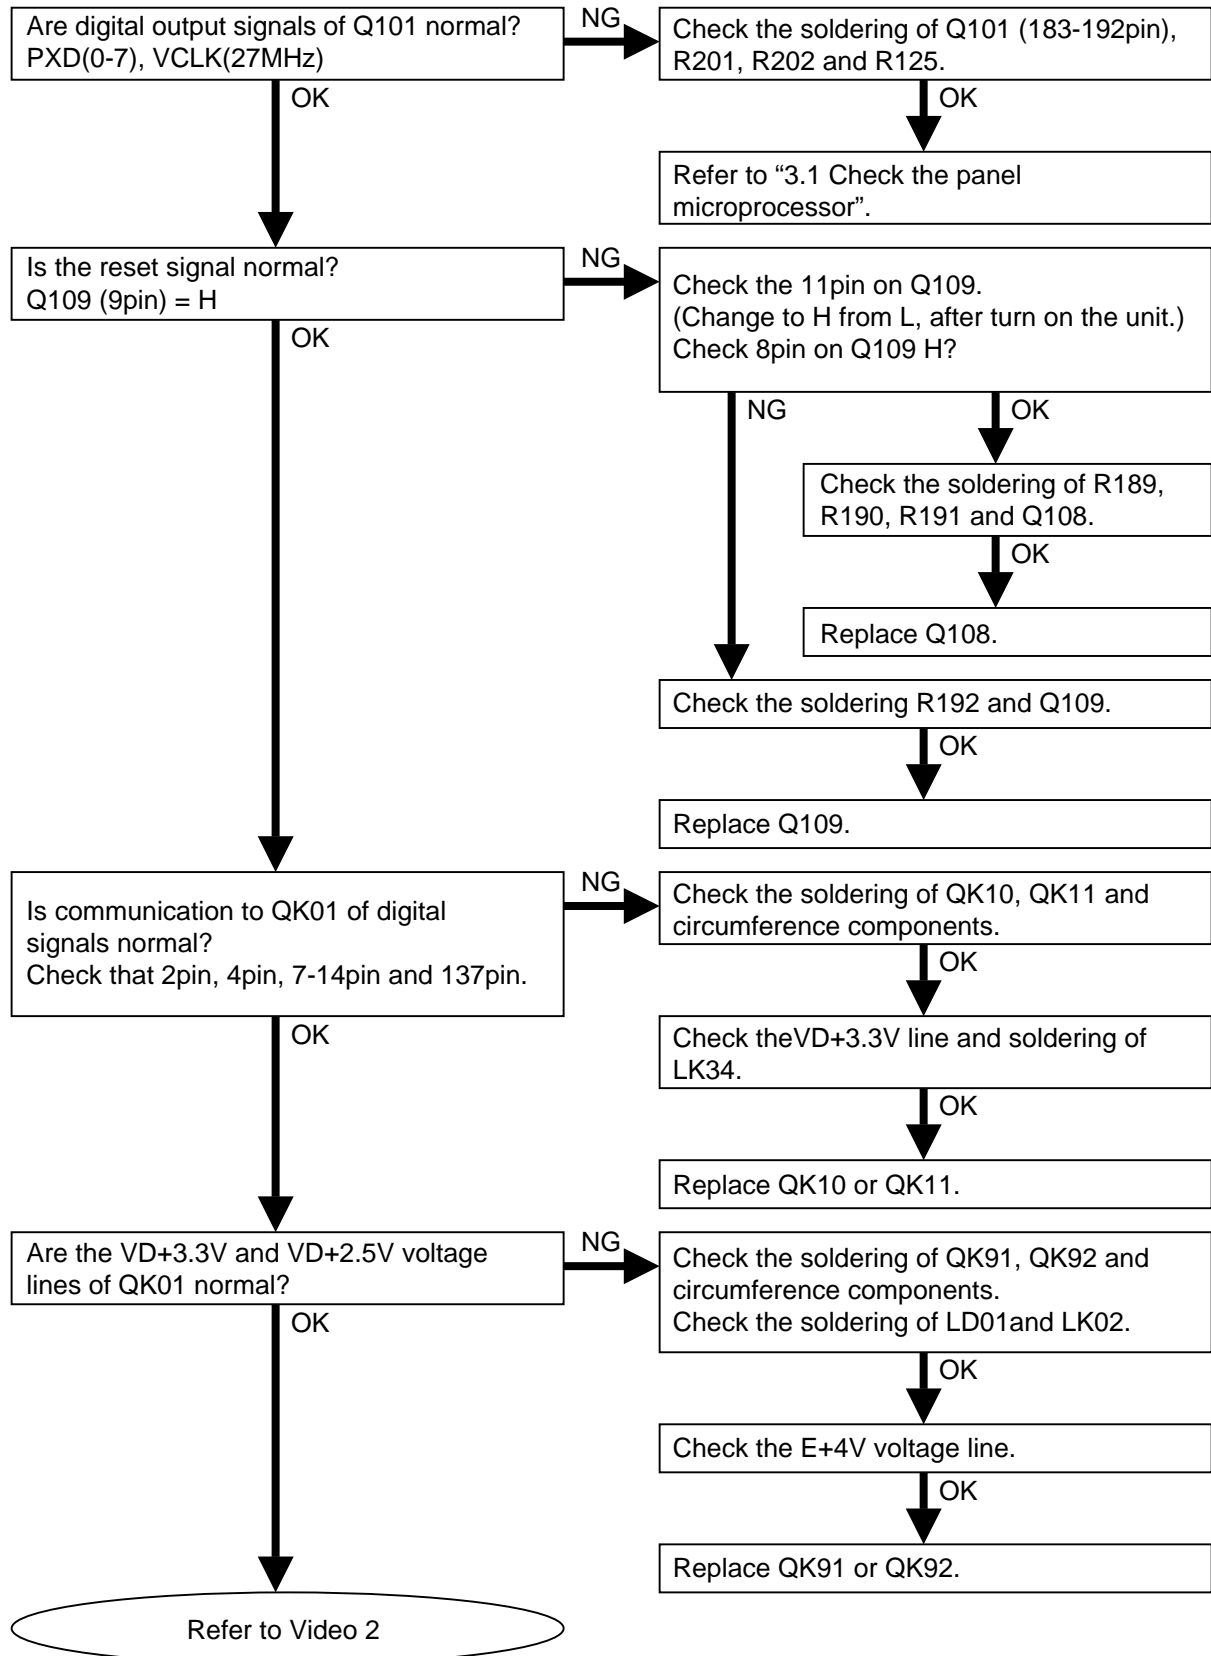 Are digital output signals of Q101 normal?
PXD(0-7), VCLK(27MHz)
NG
Check the soldering of Q101 (183-192pin),
R201, R202 and R125.
OK
OK
Refer to “3.1 Check the panel
microprocessor”.
Is the reset signal normal?
Q109 (9pin) = H
NG
Check the 11pin on Q109.
(Change to H from L, after turn on the unit.)
Check 8pin on Q109 H?
OK
NG
OK
Check the soldering of R189,
R190, R191 and Q108.
OK
Replace Q108.
Check the soldering R192 and Q109.
OK
Replace Q109.
Is communication to QK01 of digital
signals normal?
Check that 2pin, 4pin, 7-14pin and 137pin.
NG
Check the soldering of QK10, QK11 and
circumference components.
OK
OK
Check theVD+3.3V line and soldering of
LK34.
OK
Replace QK10 or QK11.
Are the VD+3.3V and VD+2.5V voltage
lines of QK01 normal?
NG
Check the soldering of QK91, QK92 and
circumference components.
Check the soldering of LD01and LK02.
OK
OK
Check the E+4V voltage line.
OK
Replace QK91 or QK92.
Refer to Video 2